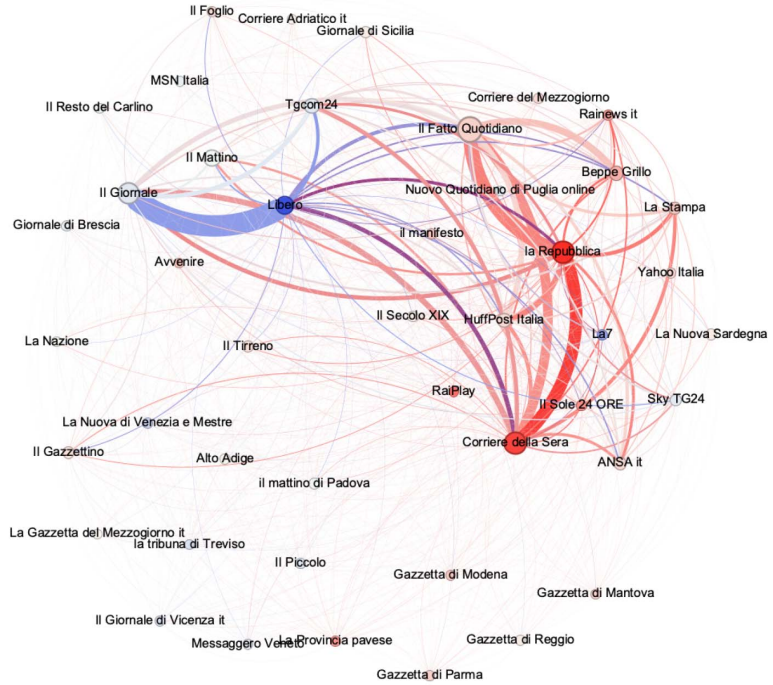 Il Foglio
Corriere Adriatico it
Giornale di Sicilia
MSN Italia
Il Resto del Carlino
Tgcom24
Corriere del Mezzogiorno
Rainews it
Il Fatto Quotidiano
Il Mattino
Beppe Grillo
Il Giornale
Nuovo Quotidiano di Puglia online
Libero
La Stampa
Giornale di Brescia
il manifesto
la Repubblica
Avvenire
Yahoo Italia
Il Secolo XIX
HuffPost Italia
La7
La Nuova Sardegna
La Nazione
Il Tirreno
RaiPlay
Il Sole 24 ORE
Sky TG24
La Nuova di Venezia e Mestre
Corriere della Sera
Il Gazzettino
Alto Adige
ANSA it
il mattino di Padova
La Gazzetta del Mezzogiorno it
la tribuna di Treviso
Il Piccolo
Gazzetta di Modena
Gazzetta di Mantova
Il Giornale di Vicenza it
Messaggero Veneto
La Provincia pavese
Gazzetta di Reggio
Gazzetta di Parma